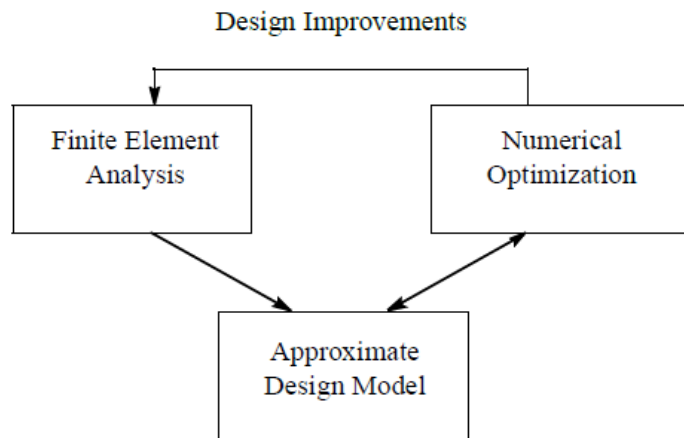 Design Improvements
Finite Element
Analysis
Numerical
Optimization
Approximate
Design Model